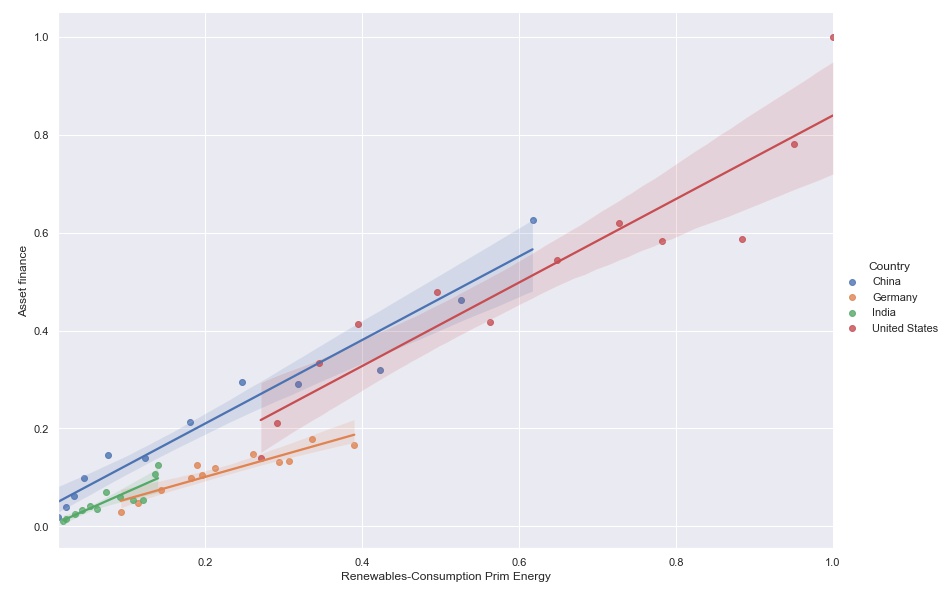 1.0
0.8
0.6
0.4
0.2
0.0
Asset finance
0.2 0.4 0.6 0.8 1.0
Renewables-Consumption Prim Energy
Country
China
Germany
India
United States